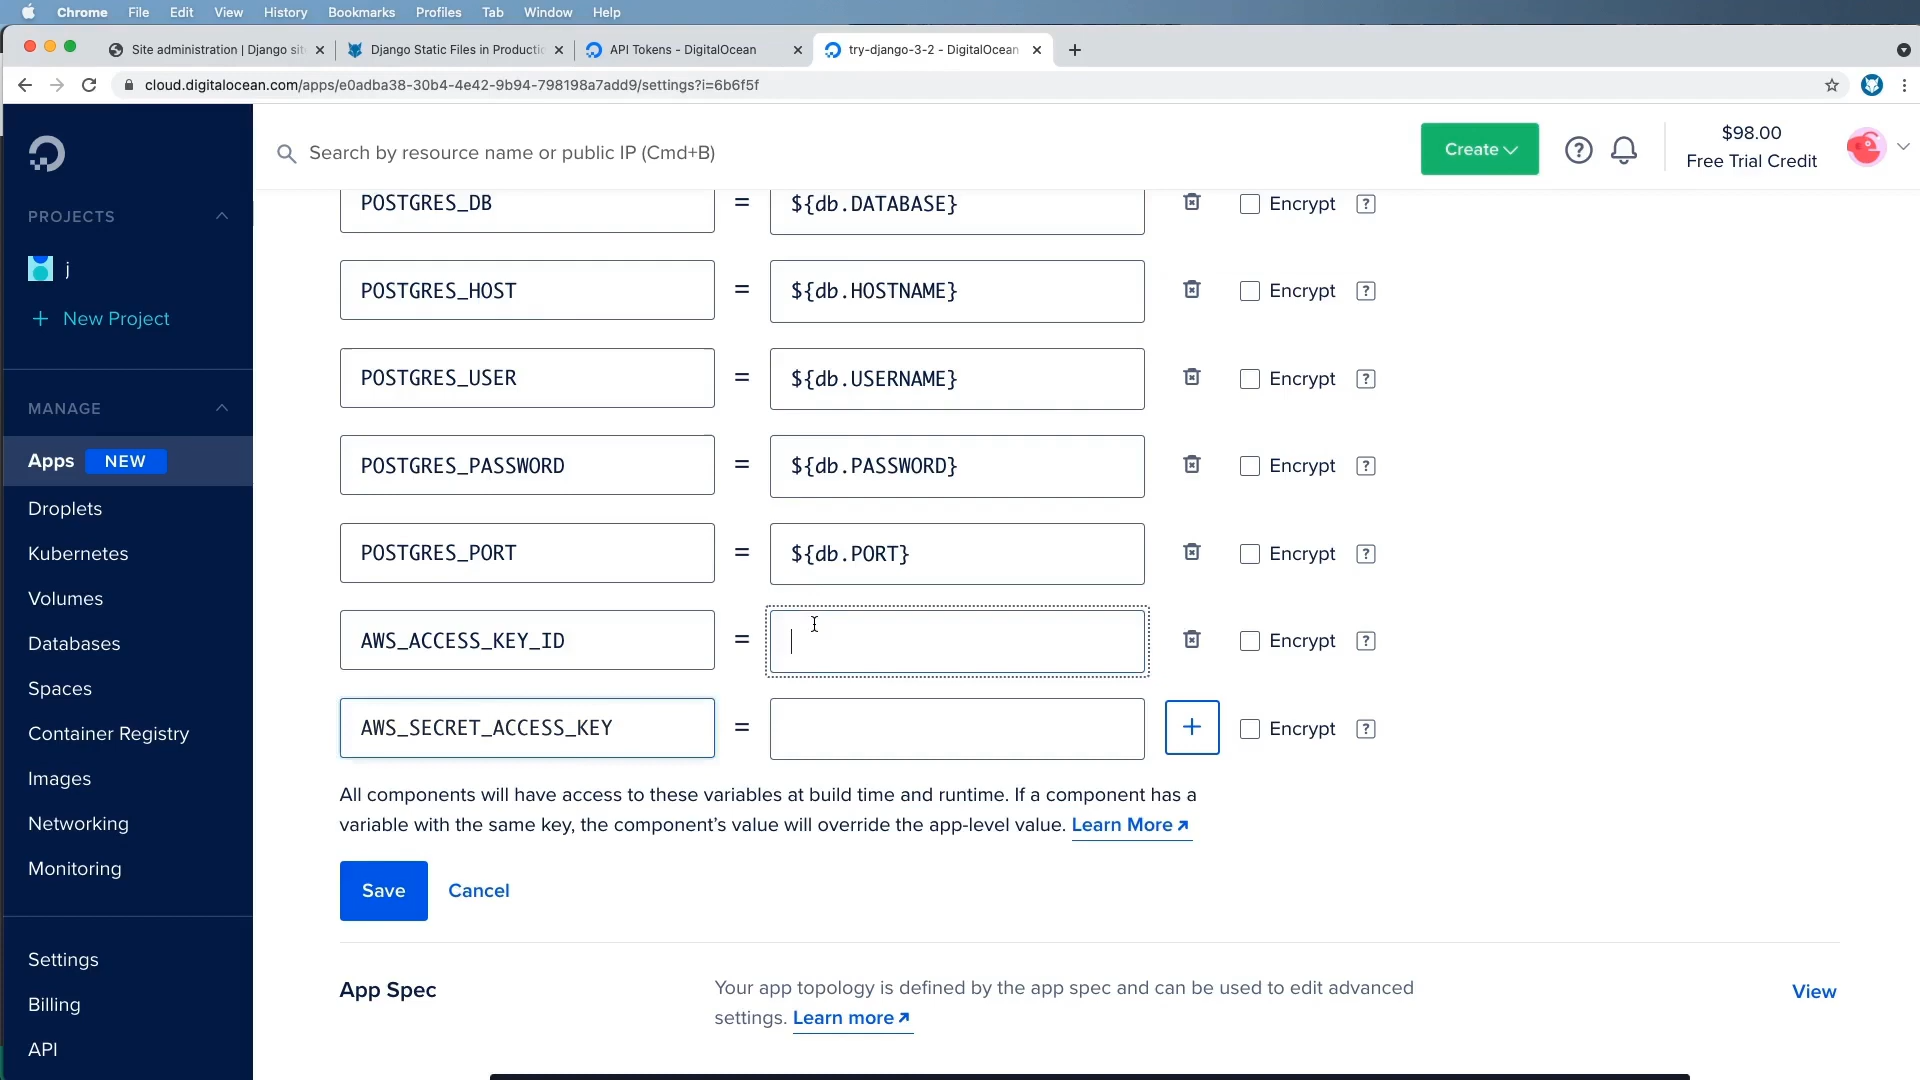 Chrome File Edit View History Bookmarks Profiles Tab Window Help
Site administration | Django sit
Django Static Files in Producti
API Tokens - DigitalOcean
try-django-3-2 - DigitalOcean
cloud.digitalocean.com/apps/e0adba38-30b4-4e42-9b94-798198a7add9/settings?i=6b6f5f
Search by resource name or public IP (Cmd+B)
Create
?
$98.00
Free Trial Credit
PROJECTS
j
+ New Project
MANAGE
Apps NEW
Droplets
Kubernetes
Volumes
Databases
Spaces
Container Registry
Images
Networking
Monitoring
Settings
Billing
API
POSTGRES_DB = ${db.DATABASE} Encrypt ?
POSTGRES_HOST = ${db.HOSTNAME} Encrypt ?
POSTGRES_USER = ${db.USERNAME} Encrypt ?
POSTGRES_PASSWORD = ${db.PASSWORD} Encrypt ?
POSTGRES_PORT = ${db.PORT} Encrypt ?
AWS_ACCESS_KEY_ID = Encrypt ?
AWS_SECRET_ACCESS_KEY = + Encrypt ?
All components will have access to these variables at build time and runtime. If a component has a
variable with the same key, the component’s value will override the app-level value. Learn More
Save Cancel
App Spec
Your app topology is defined by the app spec and can be used to edit advanced
settings. Learn more
View